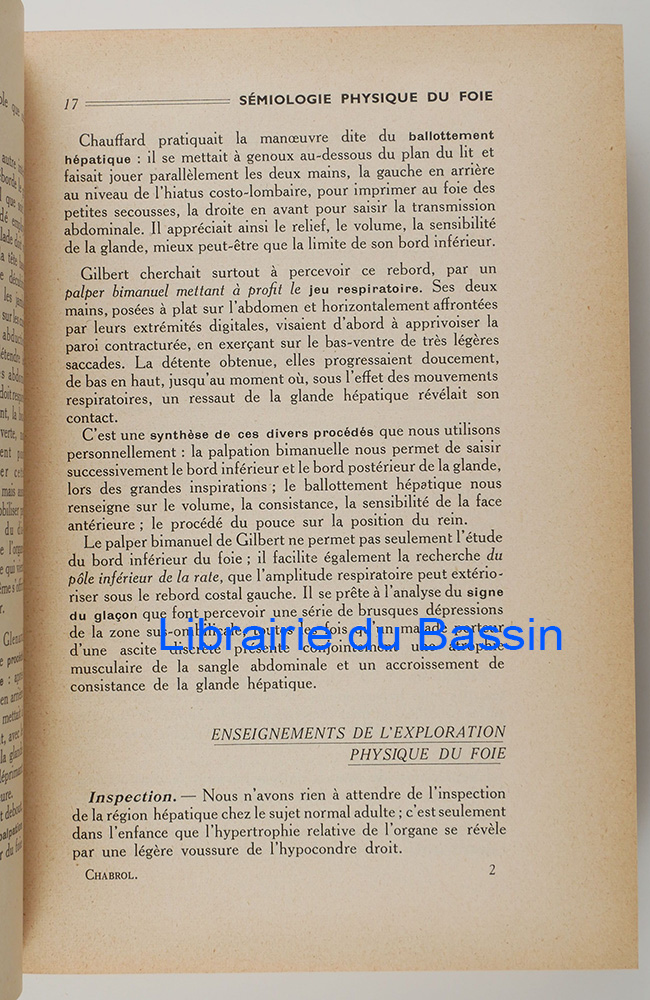 17 SÉMIOLOGIE PHYSIQUE DU FOIE
Chauffard pratiquait la manœuvre dite du ballottement
hépatique : il se mettait à genoux au-dessous du plan du lit et
faisait jouer parallèlement les deux mains, la gauche en arrière
au niveau de l'hiatus costo-lombaire, pour imprimer au foie des
petites secousses, la droite en avant pour saisir la transmission
abdominale. Il appréciait ainsi le relief, le volume, la sensibilité
de la glande, mieux peut-être que la limite de son bord inférieur.
Gilbert cherchait surtout à percevoir ce rebord, par un
palper bimanuel mettant à profit le jeu respiratoire. Ses deux
mains, posées à plat sur l'abdomen et horizontalement affrontées
par leurs extrémités digitales, visaient d'abord à apprivoiser la
paroi contracturée, en exerçant sur le bas-ventre de très légères
saccades. La détente obtenue, elles progressaient doucement,
de bas en haut, jusqu'au moment où, sous l'effet des mouvements
respiratoires, un ressaut de la glande hépatique révélait son
contact.
C'est une synthèse de ces divers procédés que nous utilisons
personnellement : la palpation bimanuelle nous permet de saisir
successivement le bord inférieur et le bord postérieur de la glande,
lors des grandes inspirations ; le ballottement hépatique nous
renseigne sur le volume, la consistance, la sensibilité de la face
antérieure ; le procédé du pouce sur la position du rein.
Le palper bimanuel de Gilbert ne permet pas seulement l'étude
du bord inférieur du foie ; il facilite également la recherche du
pôle inférieur de la rate, que l'amplitude respiratoire peut extério-
riser sous le rebord costal gauche. Il se prête à l'analyse du signe
du glaçon que font percevoir une série de brusques dépressions
de la zone sus-ombilicale, toutes les fois qu'un malade porteur
Librairie du Bassin
d'une ascite discrète présente conjointement une atrophie
musculaire de la sangle abdominale et un accroissement de
consistance de la glande hépatique.
ENSEIGNEMENTS DE L'EXPLORATION
PHYSIQUE DU FOIE
Inspection. — Nous n'avons rien à attendre de l'inspection
de la région hépatique chez le sujet normal adulte ; c'est seulement
dans l'enfance que l'hypertrophie relative de l'organe se révèle
par une légère voussure de l'hypocondre droit.
CHABROL. 2